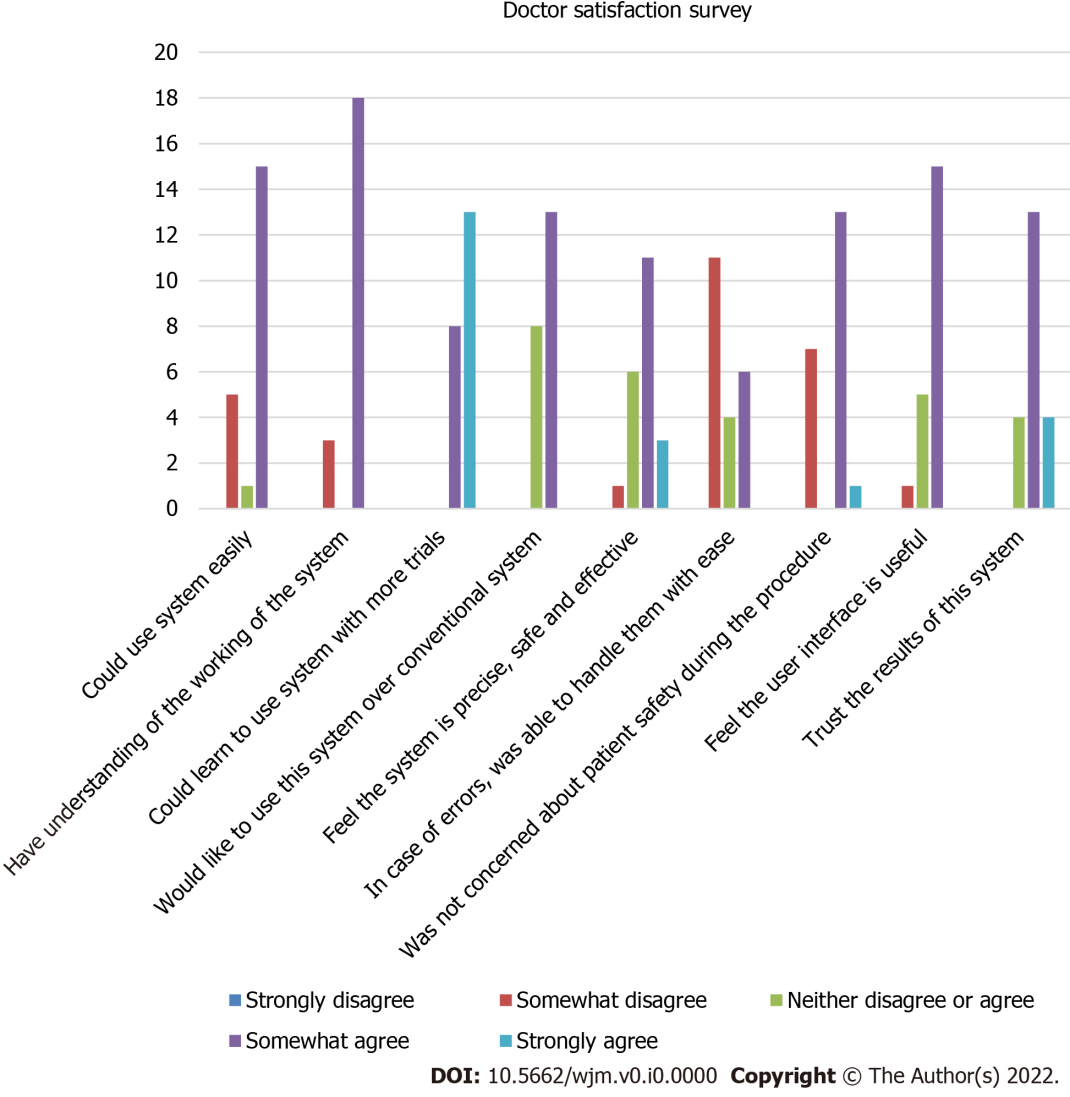 Doctor satisfaction survey
20
18
16
14
12
10
8
6
4
2
0
Could use system easily
Have understanding of the working of the system
Could learn to use system with more trials
Would like to use this system over conventional system
Feel the system is precise, safe and effective
In case of errors, was able to handle them with ease
Was not concerned about patient safety during the procedure
Feel the user interface is useful
Trust the results of this system
Strongly disagree
Somewhat disagree
Neither disagree or agree
Somewhat agree
Strongly agree
DOI: 10.5662/wjm.v0.i0.0000 Copyright © The Author(s) 2022.